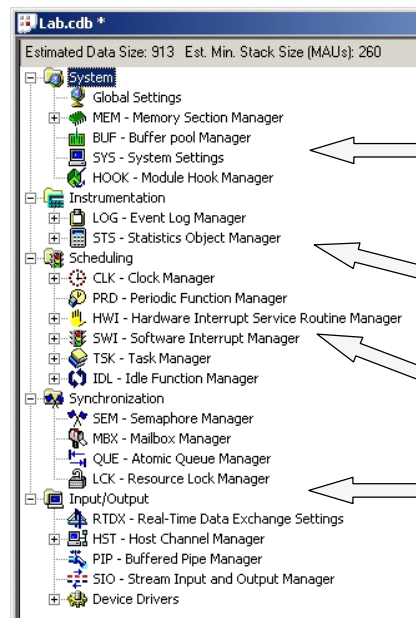 Lab.cdb *
Estimated Data Size: 913 Est. Min. Stack Size (MAUs): 260
System
Global Settings
MEM - Memory Section Manager
BUF - Buffer pool Manager
SYS - System Settings
HOOK - Module Hook Manager
Instrumentation
LOG - Event Log Manager
STS - Statistics Object Manager
Scheduling
CLK - Clock Manager
PRD - Periodic Function Manager
HWI - Hardware Interrupt Service Routine Manager
SWI - Software Interrupt Manager
TSK - Task Manager
IDL - Idle Function Manager
Synchronization
SEM - Semaphore Manager
MBX - Mailbox Manager
QUE - Atomic Queue Manager
LCK - Resource Lock Manager
Input/Output
RTDX - Real-Time Data Exchange Settings
HST - Host Channel Manager
PIP - Buffered Pipe Manager
SIO - Stream Input and Output Manager
Device Drivers